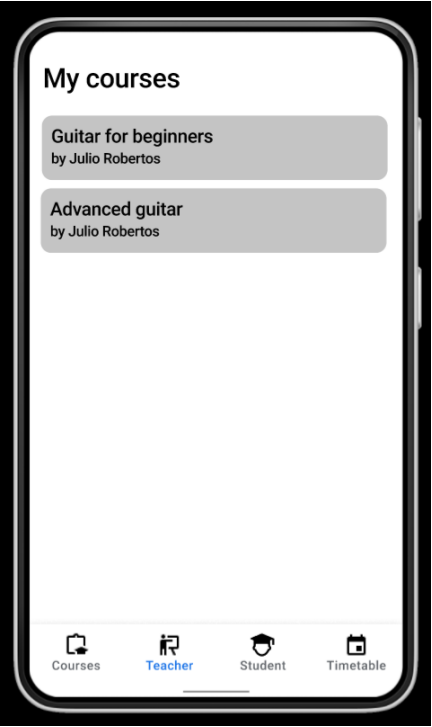 My courses
Guitar for beginners
by Julio Robertos
Advanced guitar
by Julio Robertos
Courses
Teacher
Student
Timetable